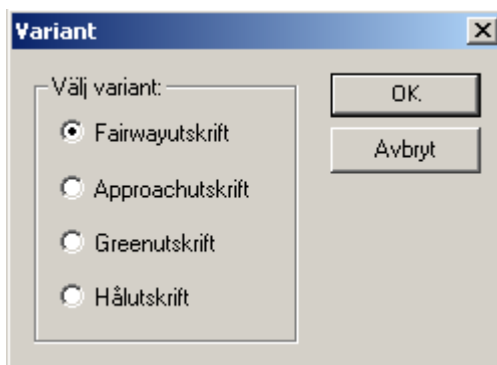 Variant
Välj variant:
Fairwayutskrift
Approachutskrift
Greenutskrift
Hålutskrift
OK
Avbryt